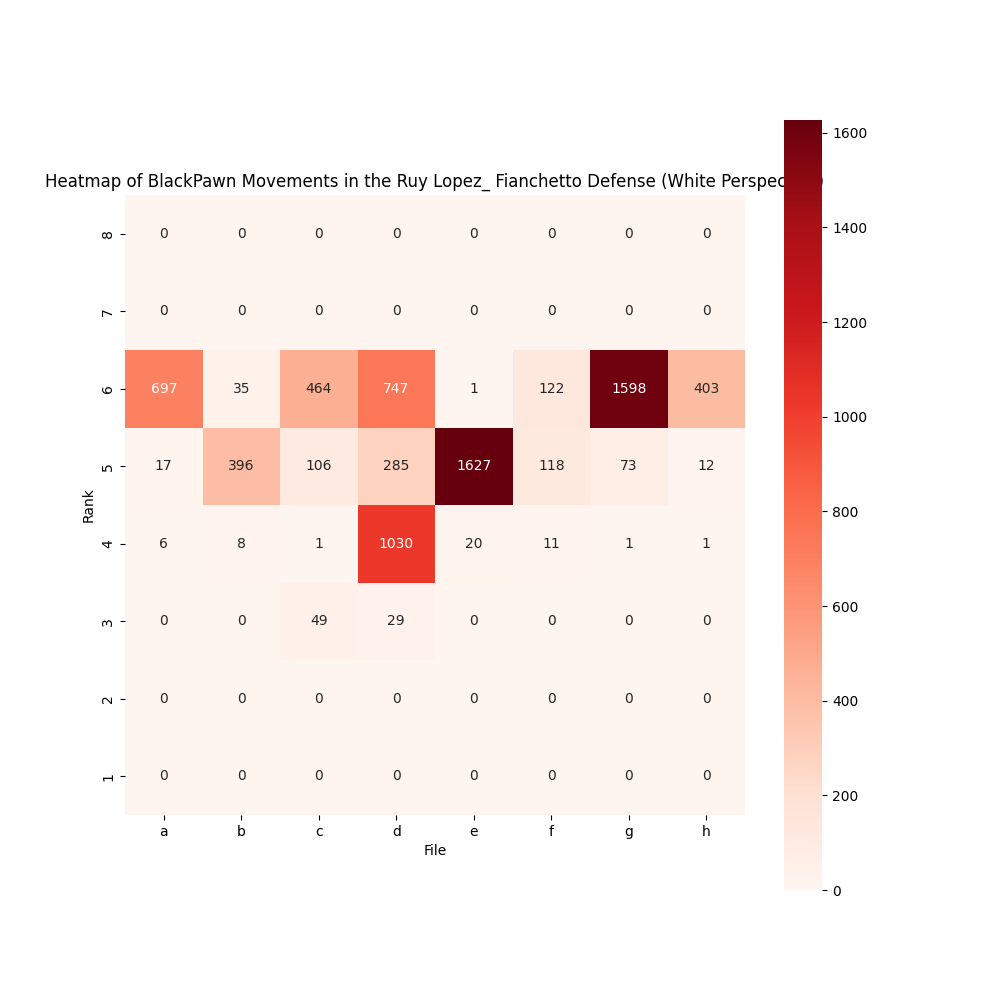 Heatmap of BlackPawn Movements in the Ruy Lopez_ Fianchetto Defense (White
8 0 0 0 0 0 0 0 0
7 0 0 0 0 0 0 0 0
6 697 35 464 747 1 122 1598 403
5 17 396 106 285 1627 118 73 12
4 6 8 1 1030 20 11 1 1
3 0 0 49 29 0 0 0 0
2 0 0 0 0 0 0 0 0
1 0 0 0 0 0 0 0 0
a b c d e f g h
File
Rank
1600
1400
1200
1000
800
600
400
200
0